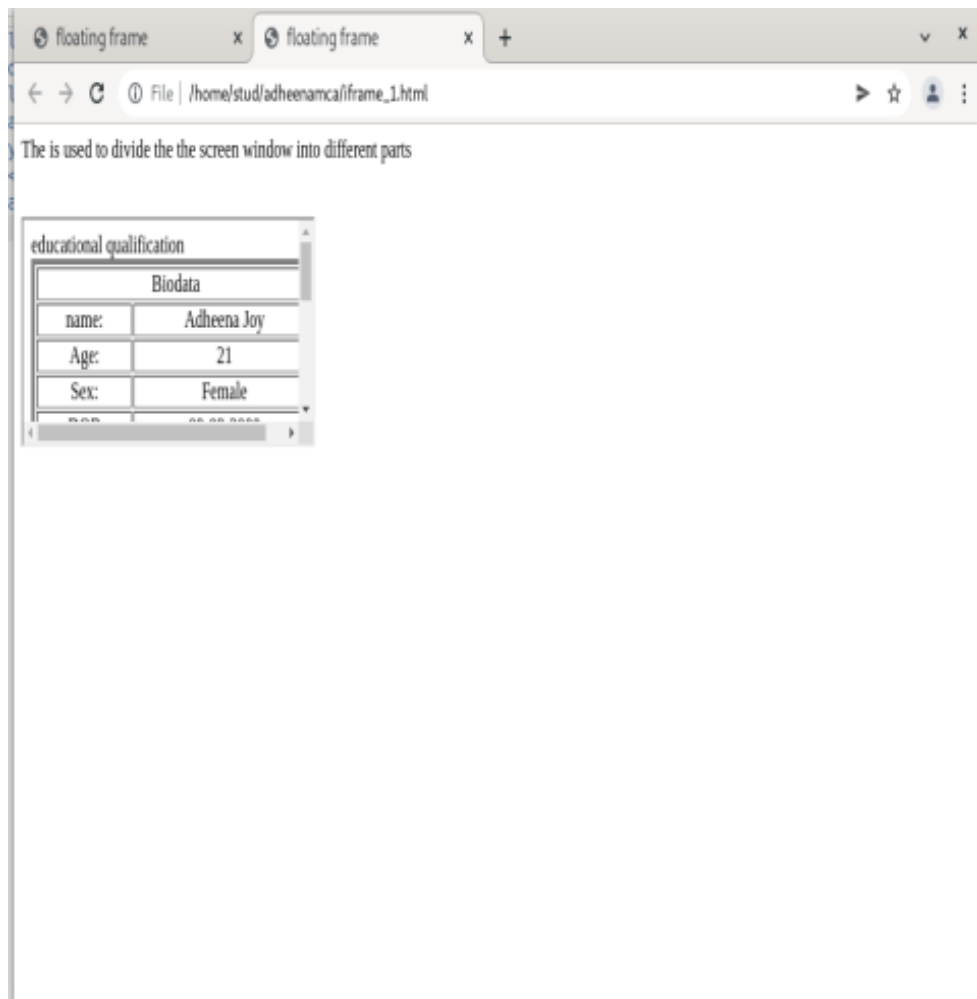 floating frame x floating frame x +
File | /home/stud/adheenamca/iframe_1.html
The is used to divide the the screen window into different parts
educational qualification
Biodata
name: Adheena Joy
Age: 21
Sex: Female